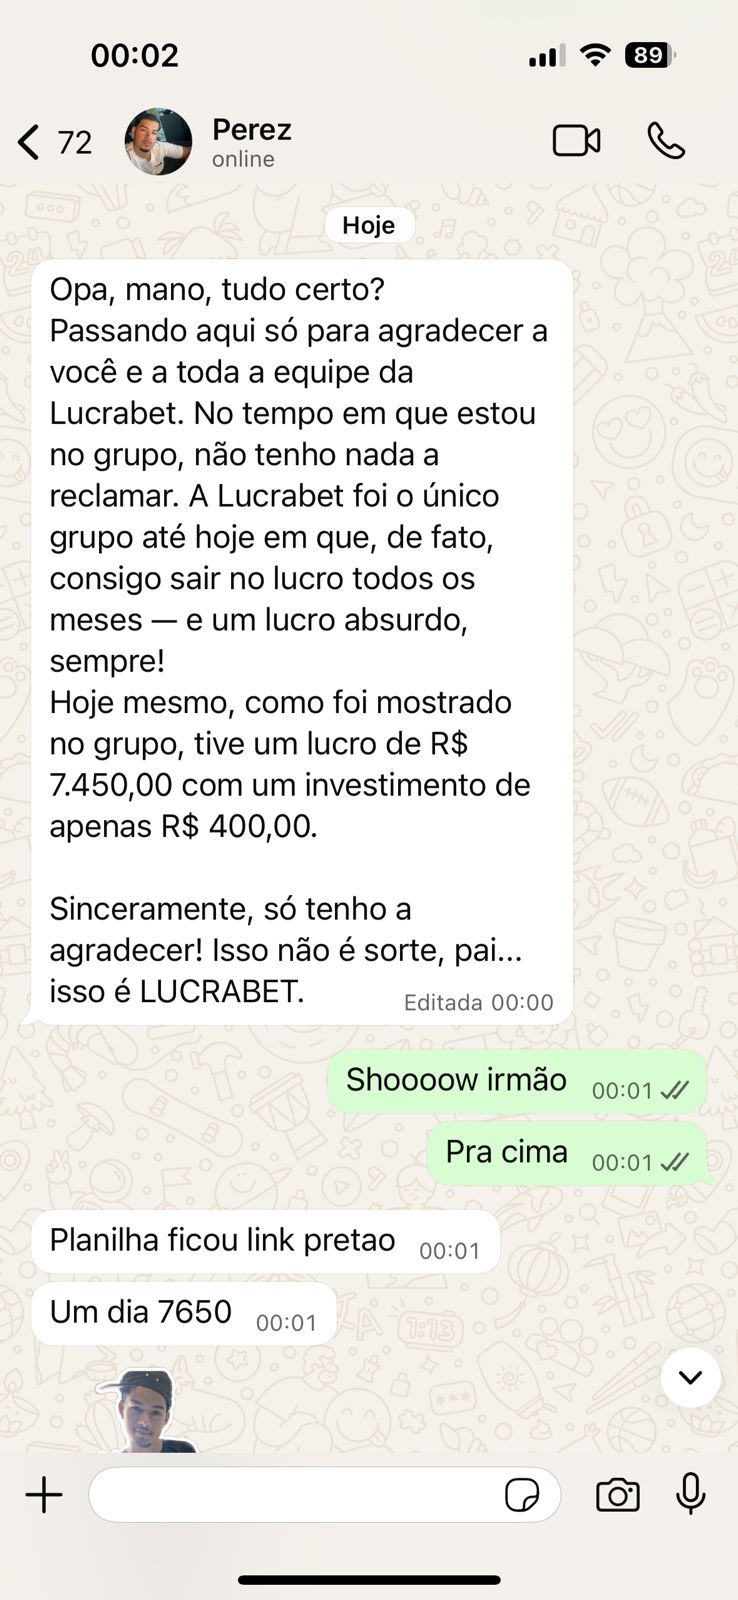 00:02
89
72
Perez
online
Hoje
Opa, mano, tudo certo?
Passando aqui só para agradecer a
você e a toda a equipe da
Lucrabet. No tempo em que estou
no grupo, não tenho nada a
reclamar. A Lucrabet foi o único
grupo até hoje em que, de fato,
consigo sair no lucro todos os
meses — e um lucro absurdo,
sempre!
Hoje mesmo, como foi mostrado
no grupo, tive um lucro de R$
7.450,00 com um investimento de
apenas R$ 400,00.
Sinceramente, só tenho a
agradecer! Isso não é sorte, pai...
isso é LUCRABET.
Editada 00:00
Shoooow irmão 00:01
Pra cima 00:01
Planilha ficou link pretao 00:01
Um dia 7650 00:01